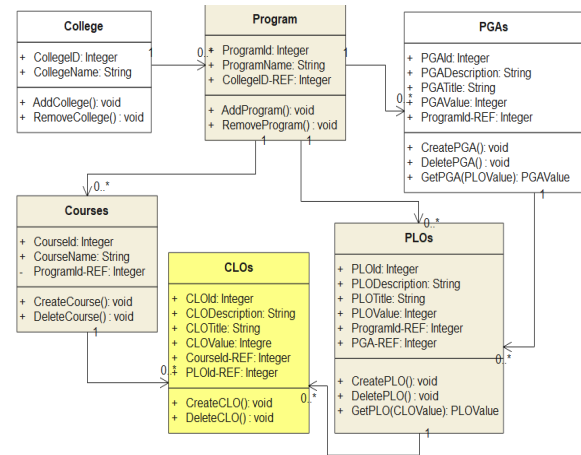 College
+ CollegeID: Integer
+ CollegeName: String
+ AddCollege(): void
+ RemoveCollege() : void
1
0..*
Program
+ ProgramId: Integer
+ ProgramName: String
+ CollegeID-REF: Integer
+ AddProgram(): void
+ RemoveProgram() : void
1
1
1
0..*
PGAs
+ PGAId: Integer
+ PGADescription: String
+ PGATitle: String
+ PGAValue: Integer
+ ProgramId-REF: Integer
+ CreatePGA(): void
+ DeletePGA() : void
+ GetPGA(PLOValue): PGAValue
1
0..*
Courses
+ CourseId: Integer
+ CourseName: String
- ProgramId-REF: Integer
+ CreateCourse(): void
+ DeleteCourse() : void
1
0..*
CLOs
+ CLOId: Integer
+ CLODescription: String
+ CLOTitle: String
+ CLOValue: Integre
+ CourseId-REF: Integer
+ PLOId-REF: Integer
+ CreateCLO(): void
+ DeleteCLO() : void
0..*
0..*
PLOs
+ PLOId: Integer
+ PLODescription: String
+ PLOTitle: String
+ PLOValue: Integer
+ ProgramId-REF: Integer
+ PGA-REF: Integer
+ CreatePLO(): void
+ DeletePLO() : void
+ GetPLO(CLOValue): PLOValue
0..*
0..*
1